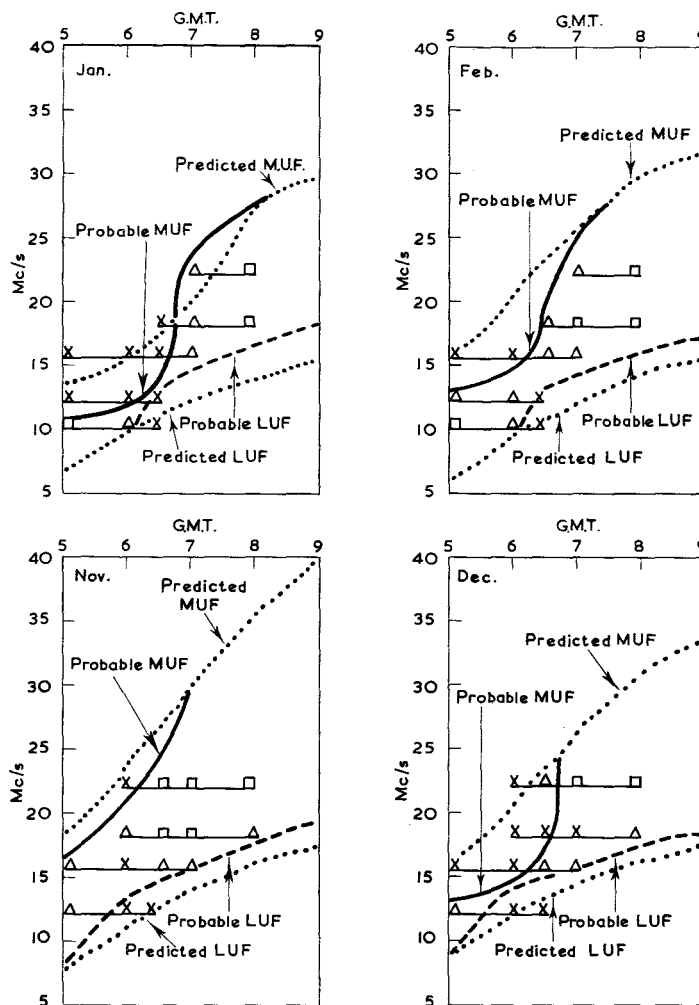 G.M.T.
5 6 7 8 9
40
35
30
25
20
15
10
5
Mc/s
Jan.
Predicted M.U.F.
Probable MUF
Probable LUF
Predicted LUF
G.M.T.
5 6 7 8
40
35
30
25
20
15
10
5
Mc/s
Feb.
Predicted MUF
Probable MUF
Probable LUF
Predicted LUF
G.M.T.
5 6 7 8 9
40
35
30
25
20
15
10
5
Mc/s
Nov.
Predicted
MUF
Probable MUF
Probable LUF
Predicted LUF
G.M.T.
5 6 7 8 9
40
35
30
25
20
15
10
5
Mc/s
Dec.
Predicted MUF
Probable MUF
Probable LUF
Predicted LUF